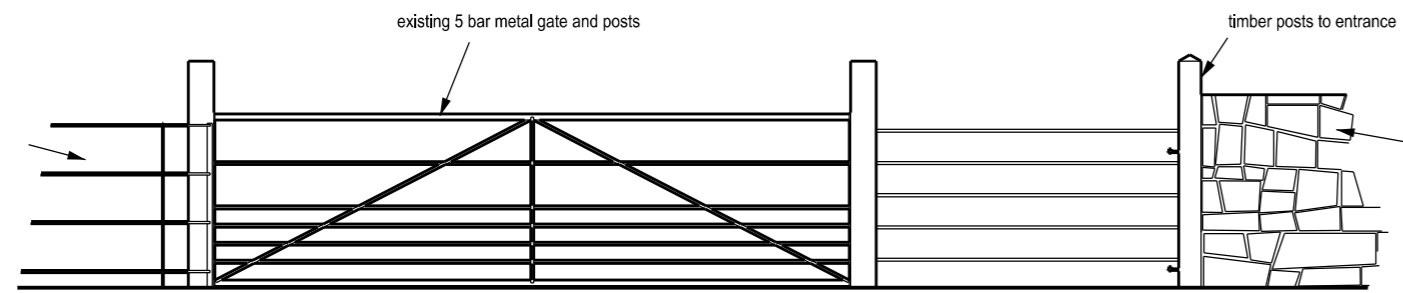 existing 5 bar metal gate and posts
timber posts to entrance